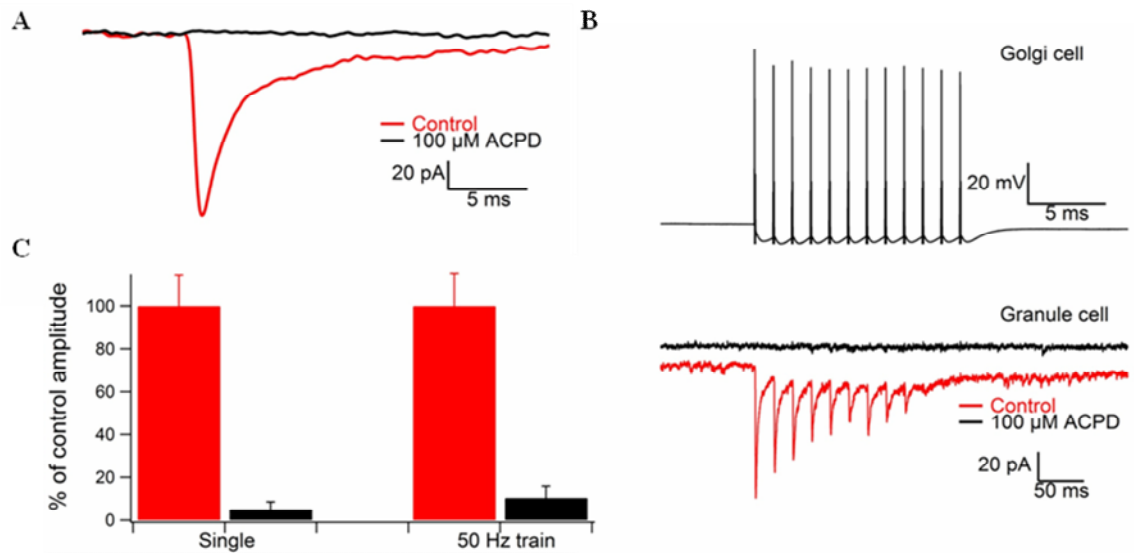 A
Control
100 µM ACPD
20 pA
5 ms
B
Golgi cell
20 mV
5 ms
Granule cell
Control
100 µM ACPD
20 pA
50 ms
C
% of control amplitude
100
80
60
40
20
0
Single
50 Hz train